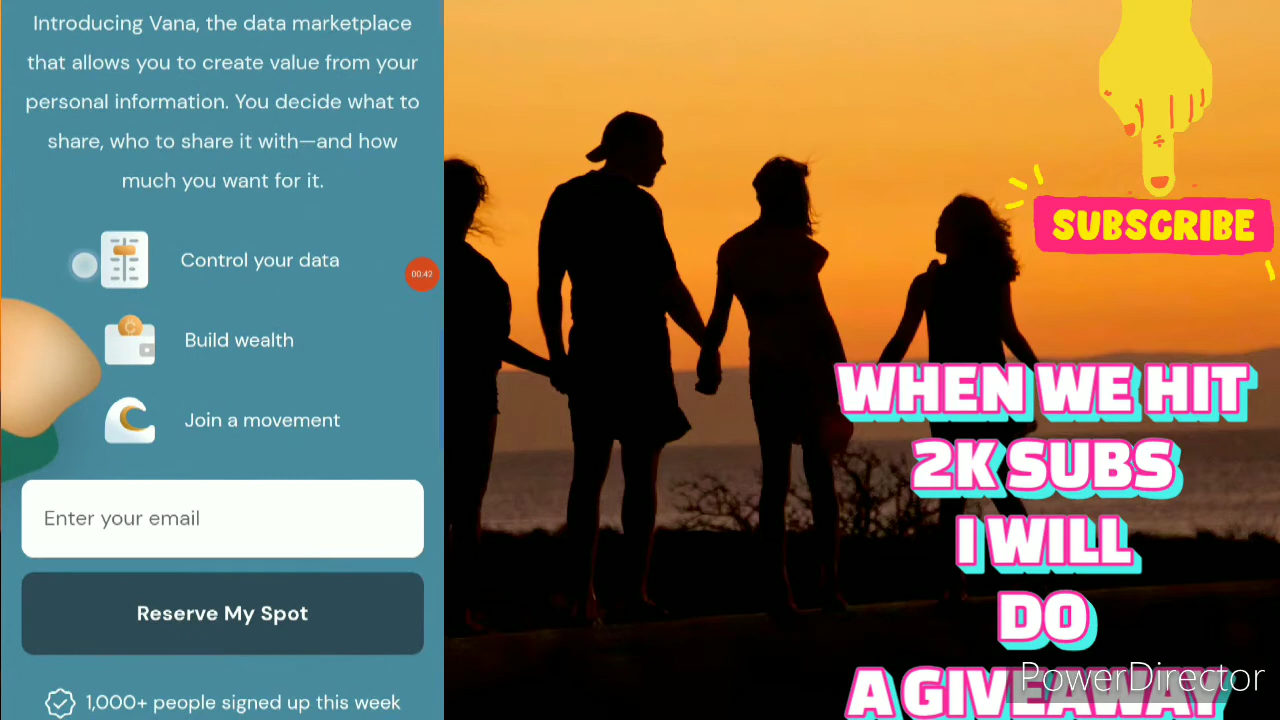 Introducing Vana, the data marketplace
that allows you to create value from your
personal information. You decide what to
share, who to share it with—and how
much you want for it.
Control your data
00:42
Build wealth
Join a movement
Enter your email
Reserve My Spot
1,000+ people signed up this week
SUBSCRIBE
WHEN WE HIT
2K SUBS
I WILL
DO
A GIVEAWAY
PowerDirector